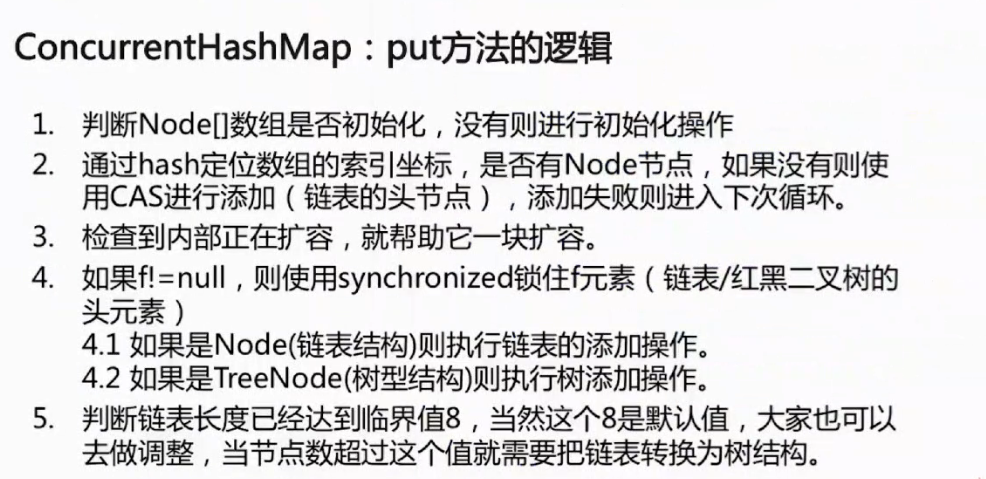 ConcurrentHashMap：put方法的逻辑
1. 判断Node[]数组是否初始化，没有则进行初始化操作
2. 通过hash定位数组的索引坐标，是否有Node节点，如果没有则使
用CAS进行添加（链表的头节点），添加失败则进入下次循环。
3. 检查到内部正在扩容，就帮助它一块扩容。
4. 如果f!=null，则使用synchronized锁住f元素（链表/红黑二叉树的
头元素）
4.1 如果是Node(链表结构)则执行链表的添加操作。
4.2 如果是TreeNode(树型结构)则执行树添加操作。
5. 判断链表长度已经达到临界值8，当然这个8是默认值，大家也可以
去做调整，当节点数超过这个值就需要把链表转换为树结构。